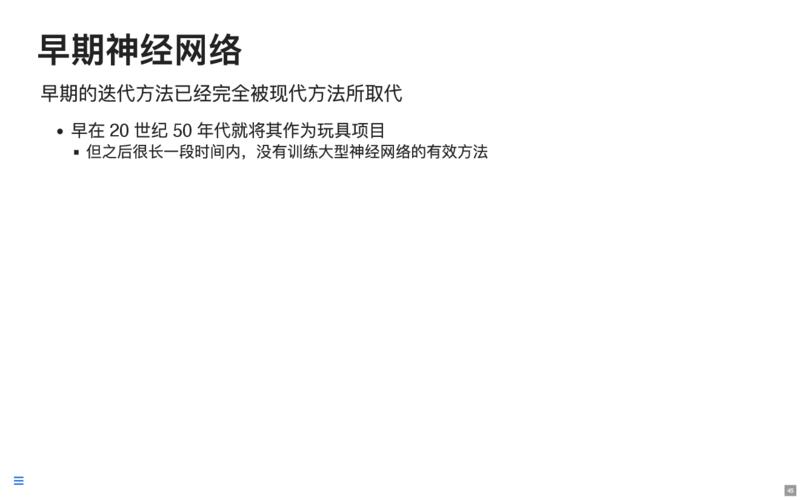 早期神经网络
早期的迭代方法已经完全被现代方法所取代
早在 20 世纪 50 年代就将其作为玩具项目
但之后很长一段时间内，没有训练大型神经网络的有效方法
45